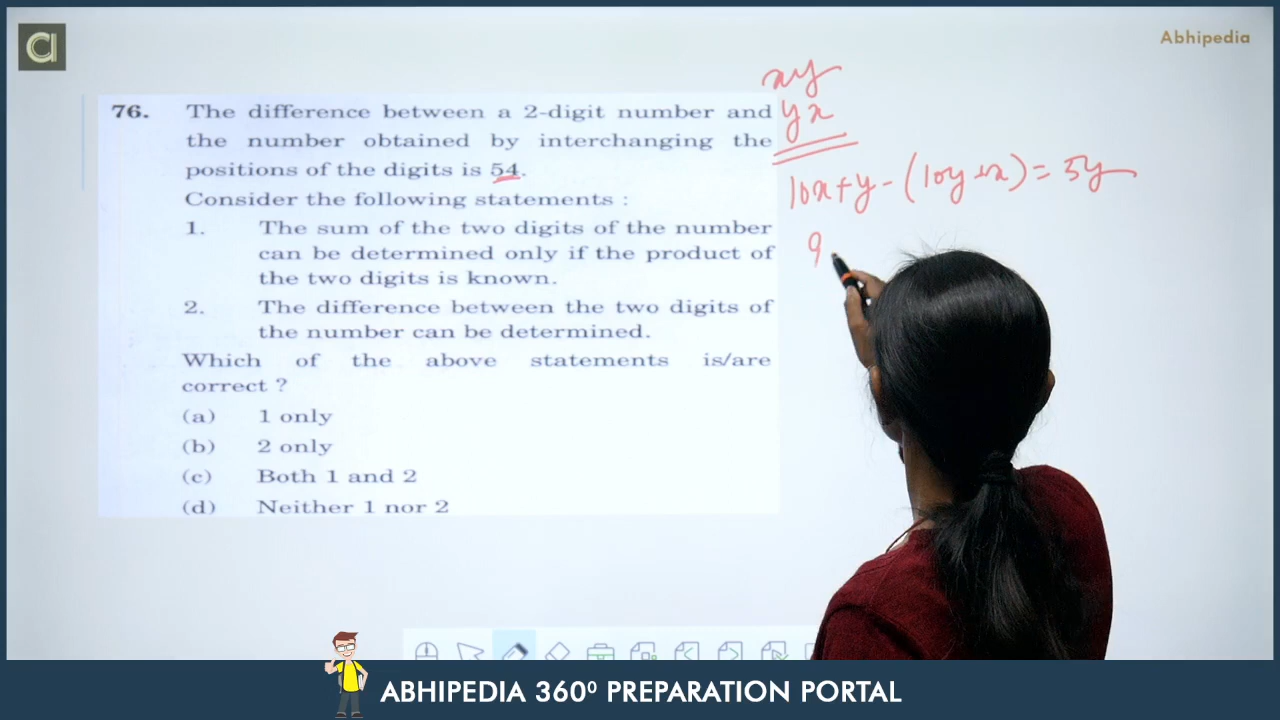 Abhipedia
76. The difference between a 2-digit number and
the number obtained by interchanging the
positions of the digits is 54.
Consider the following statements :
1. The sum of the two digits of the number
can be determined only if the product of
the two digits is known.
2. The difference between the two digits of
the number can be determined.
Which of the above statements is/are
correct ?
(a) 1 only
(b) 2 only
(c) Both 1 and 2
(d) Neither 1 nor 2
xy
yx
10x+y-(10y+x)=54
9
ABHIPEDIA 360⁰ PREPARATION PORTAL